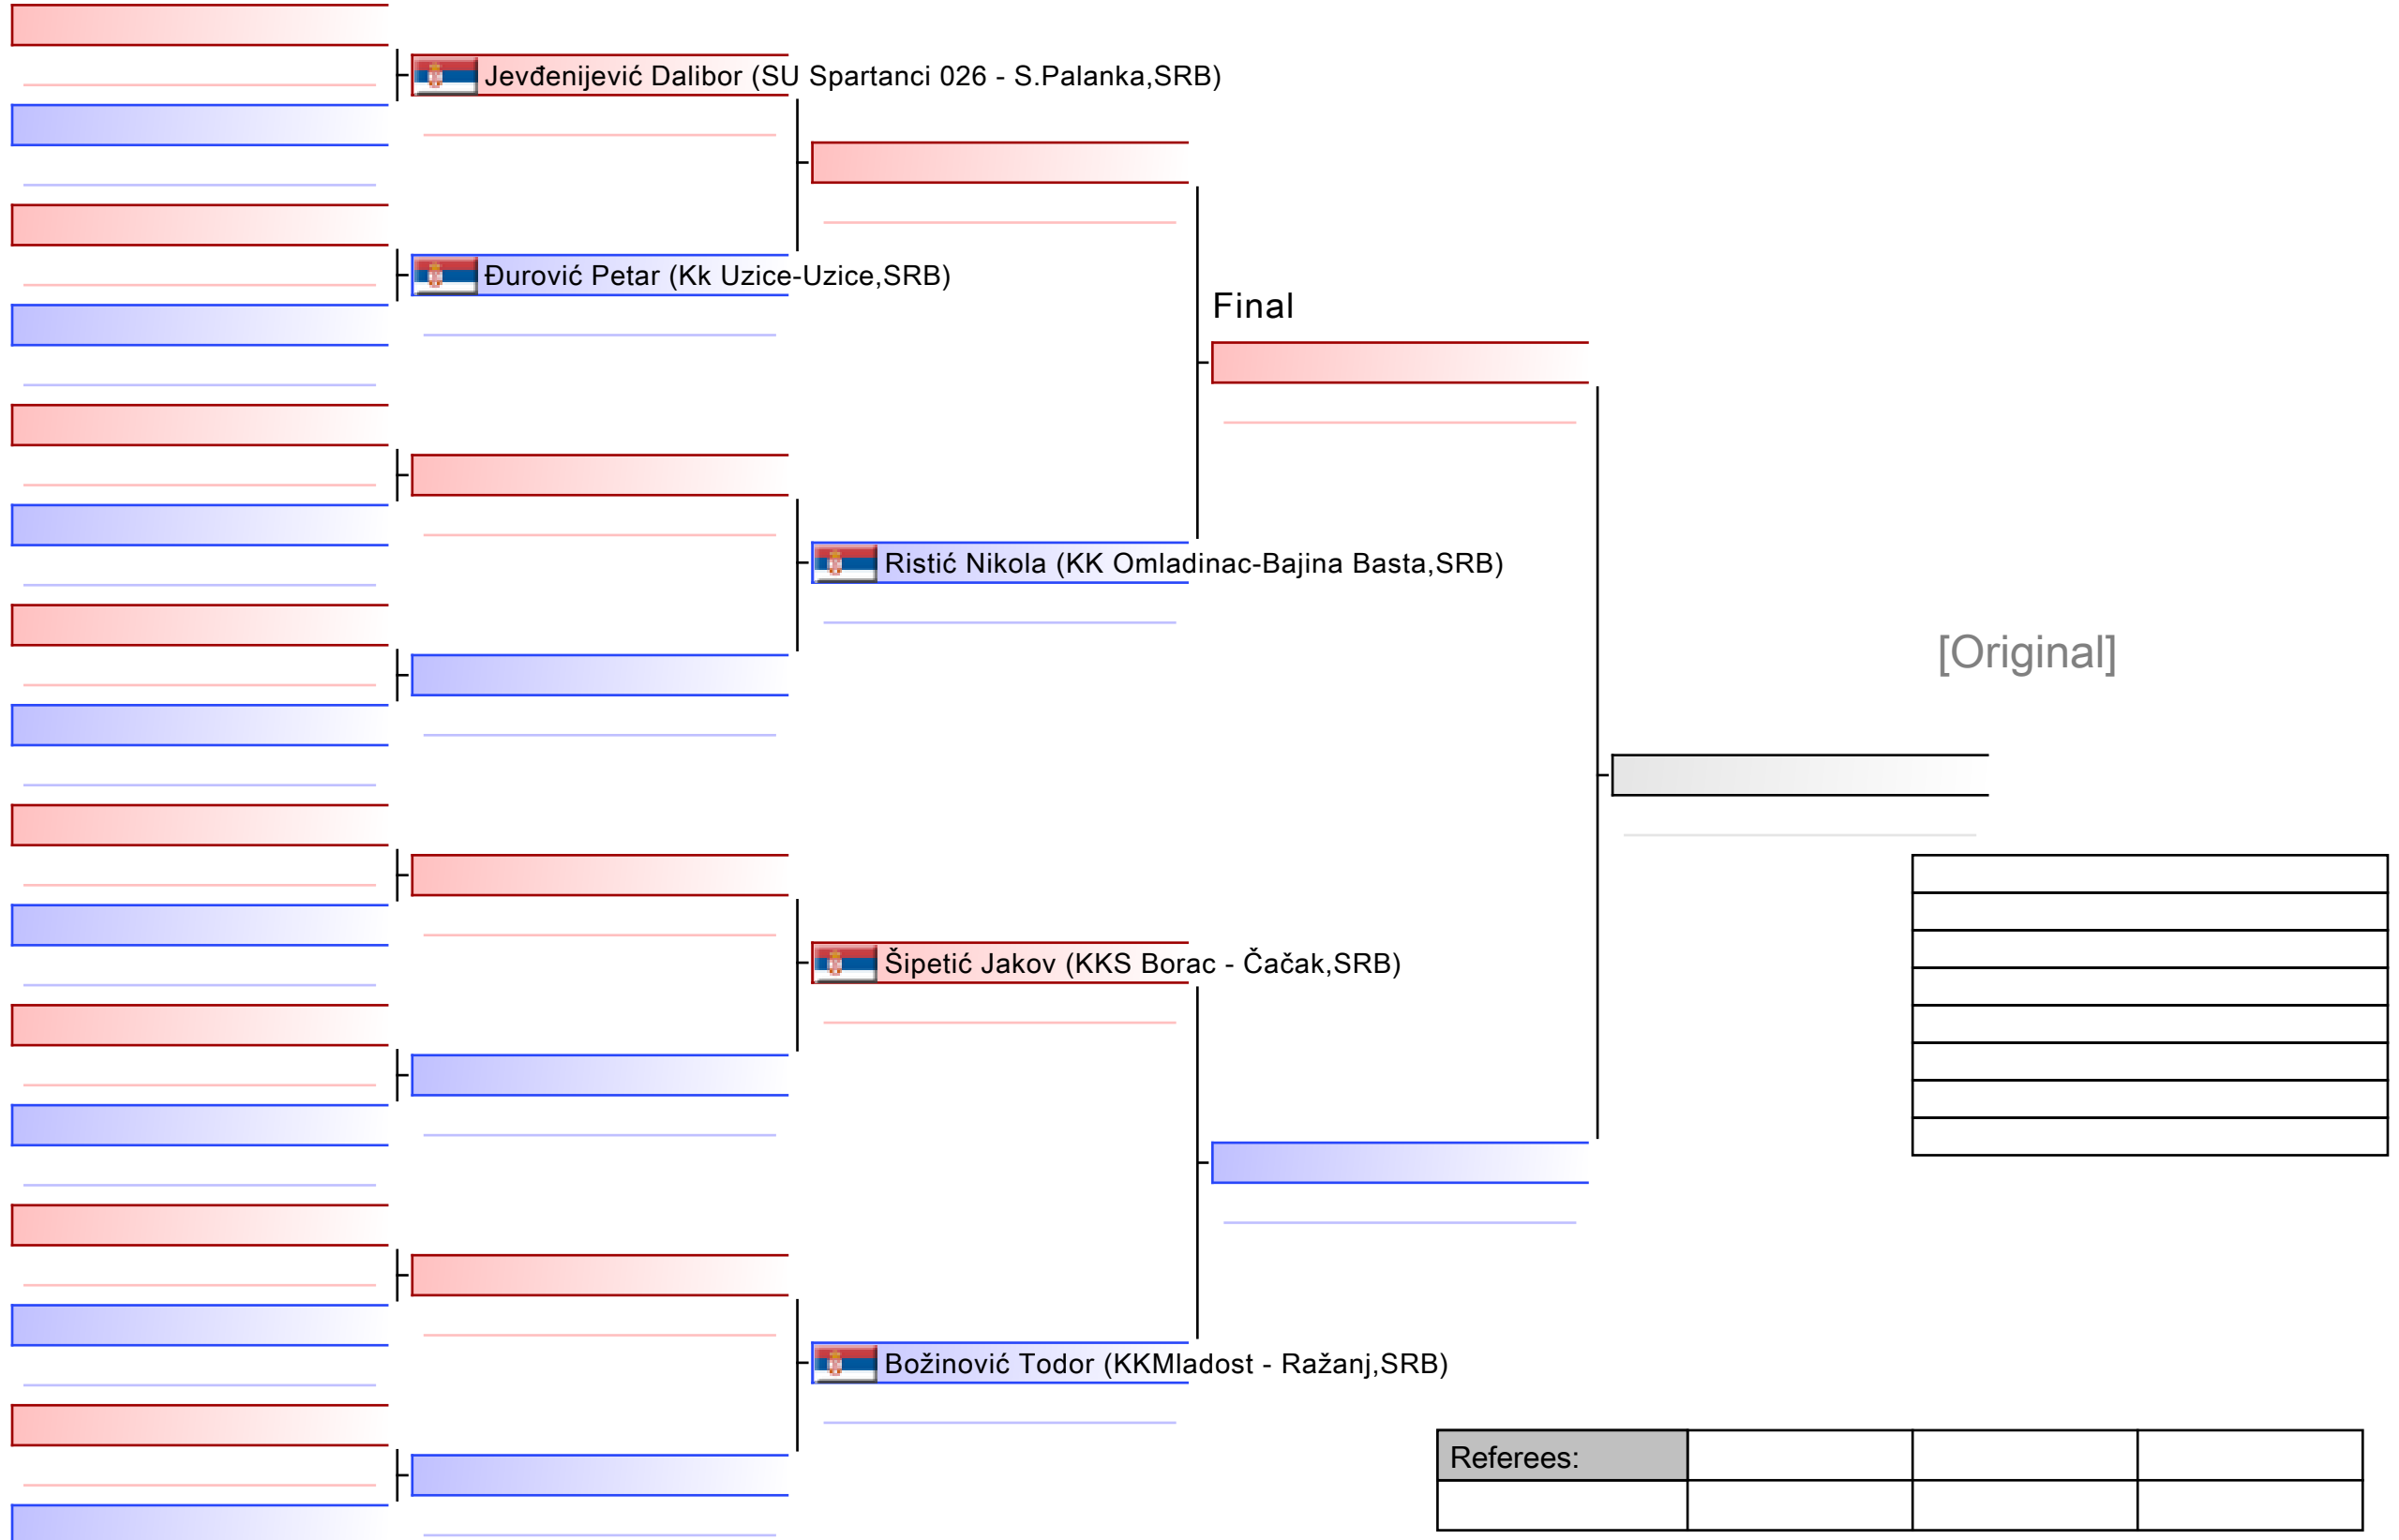 Jevđenijević Dalibor (SU Spartanci 026 - S.Palanka,SRB)
Đurović Petar (Kk Uzice-Uzice,SRB)
Final
Ristić Nikola (KK Omladinac-Bajina Basta,SRB)
[Original]
Šipetić Jakov (KKS Borac - Čačak,SRB)
Božinović Todor (KKMladost - Ražanj,SRB)
Referees: